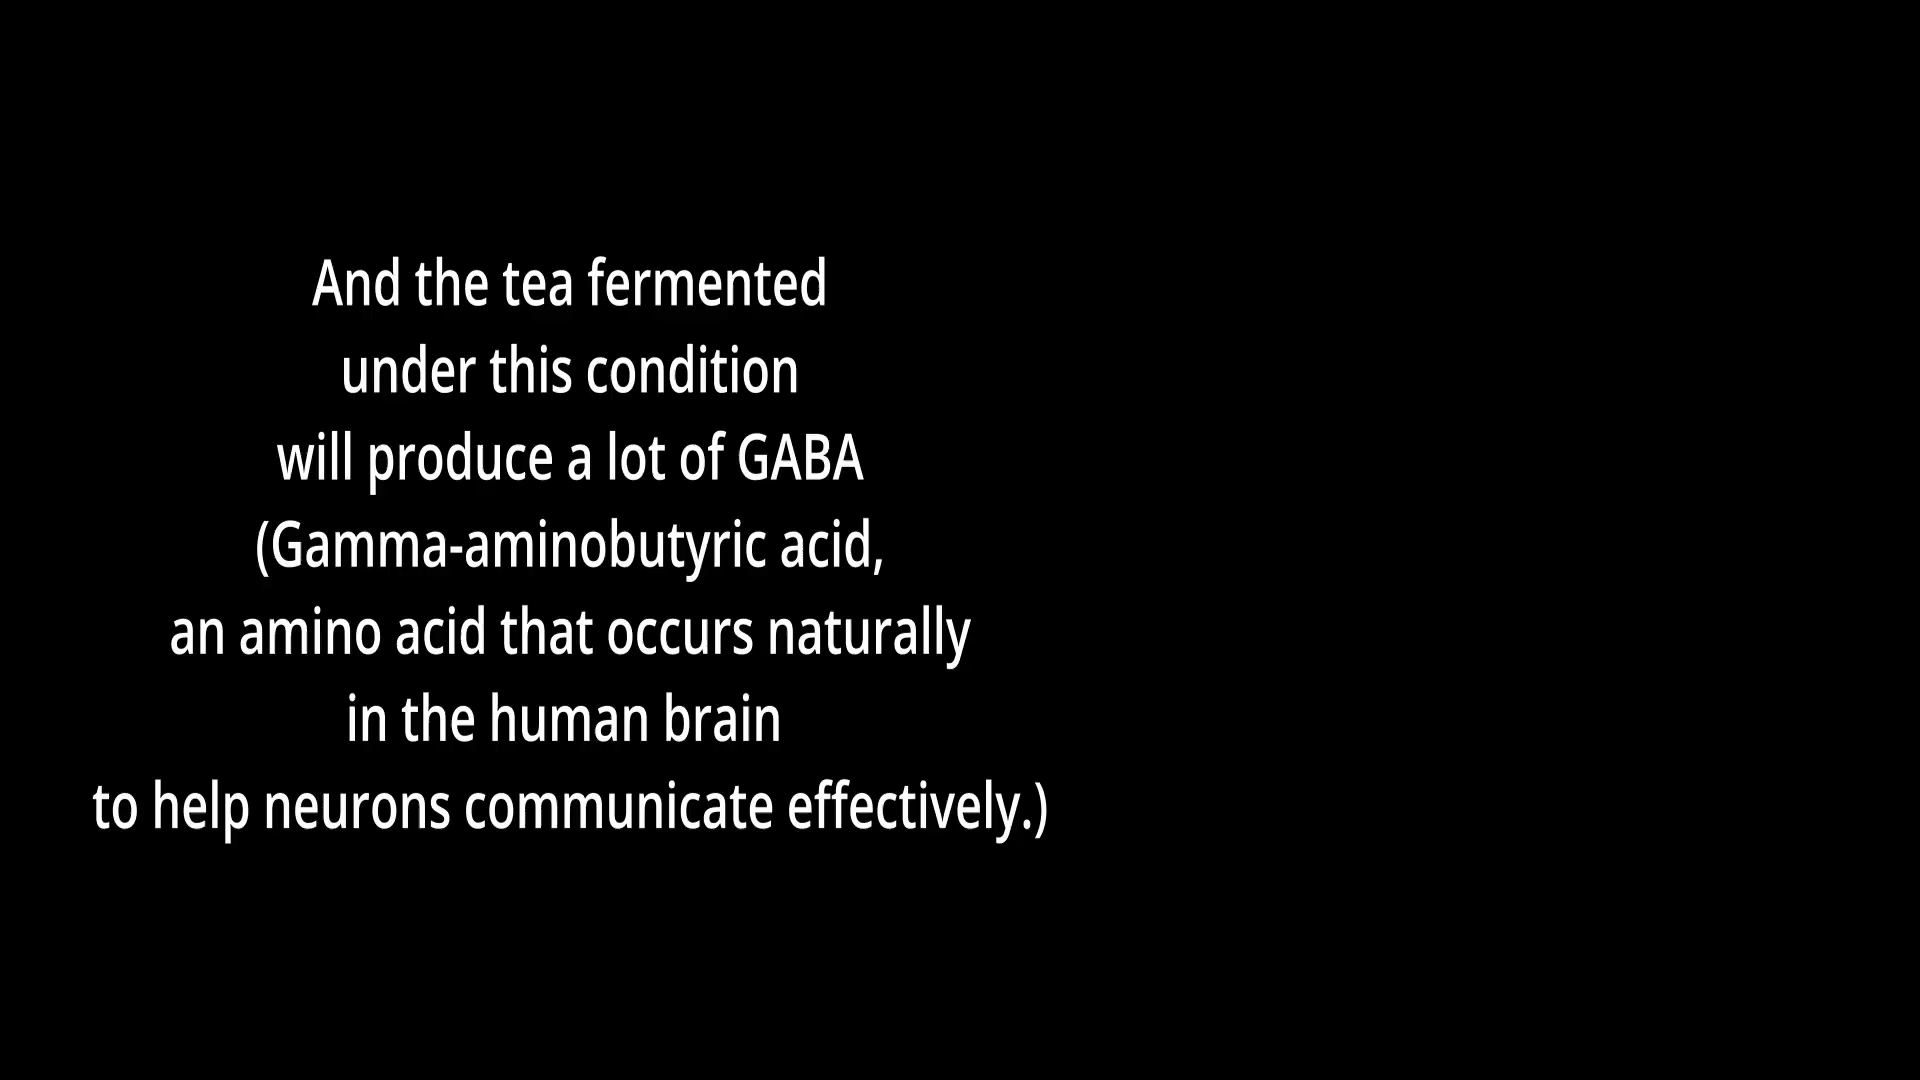 And the tea fermented
under this condition
will produce a lot of GABA
(Gamma-aminobutyric acid,
an amino acid that occurs naturally
in the human brain
to help neurons communicate effectively.)